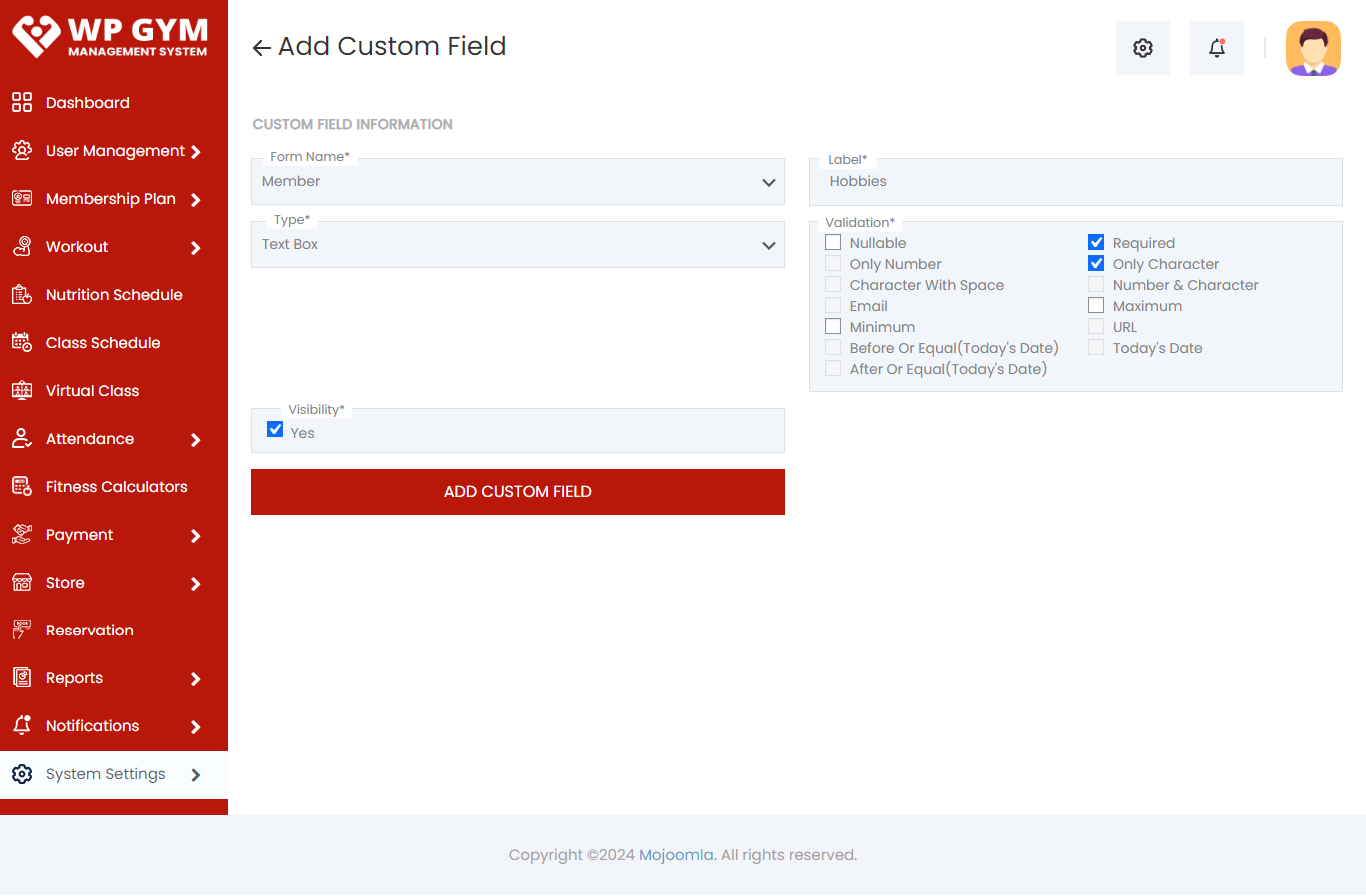 WP GYM
MANAGEMENT SYSTEM
Dashboard
User Management
Membership Plan
Workout
Nutrition Schedule
Class Schedule
Virtual Class
Attendance
Fitness Calculators
Payment
Store
Reservation
Reports
Notifications
System Settings
Add Custom Field
CUSTOM FIELD INFORMATION
Form Name*
Member
Label*
Hobbies
Type*
Text Box
Validation*
Nullable
Required
Only Number
Only Character
Character With Space
Number & Character
Email
Maximum
Minimum
URL
Before Or Equal(Today's Date)
Today's Date
After Or Equal(Today's Date)
Visibility*
Yes
ADD CUSTOM FIELD
Copyright ©2024 Mojoomla. All rights reserved.